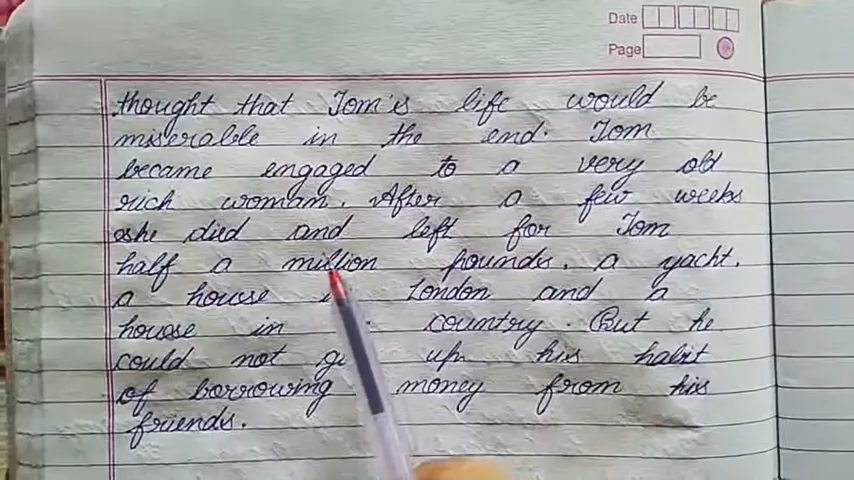 Date
Page
thought that Tom's life would be
miserable in the end. Tom
became engaged to a very old
rich woman. After a few weeks
she died and left for Tom
half a million pounds. a yacht.
a house London and a
house in country. But he
could not up his habit
of borrowing money from his
friends.